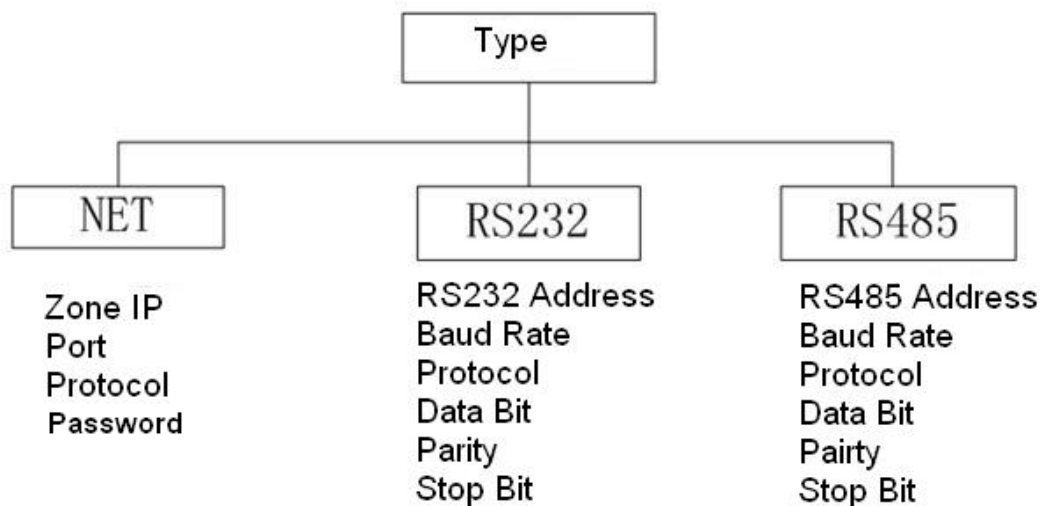 Type
NET
Zone IP
Port
Protocol
Password
RS232
RS232 Address
Baud Rate
Protocol
Data Bit
Parity
Stop Bit
RS485
RS485 Address
Baud Rate
Protocol
Data Bit
Pairty
Stop Bit